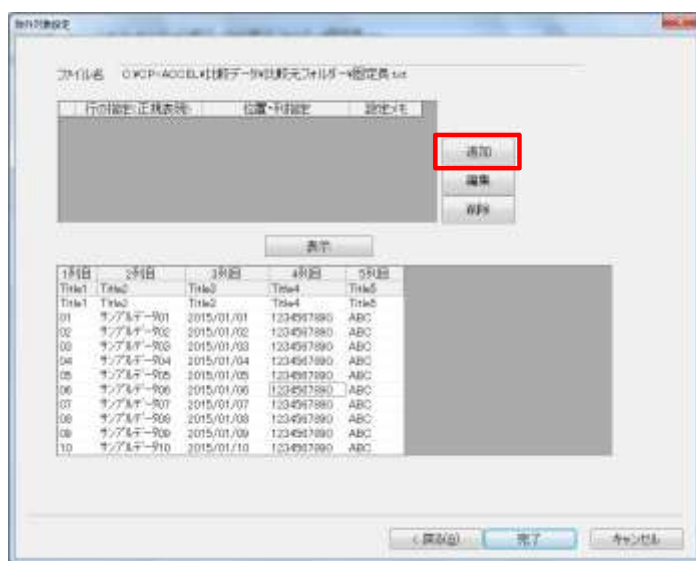 除外対象設定
ファイル名 C:¥CP-ACCEL¥比較データ¥比較元フォルダー¥固定長.txt
行の指定(正規表現) 位置・列指定 設定メモ
追加
編集
削除
表示
1列目 2列目 3列目 4列目 5列目
Title1 Title2 Title3 Title4 Title5
Title1 Title2 Title3 Title4 Title5
01 サンプルデータ01 2015/01/01 1234567890 ABC
02 サンプルデータ02 2015/01/02 1234567890 ABC
03 サンプルデータ03 2015/01/03 1234567890 ABC
04 サンプルデータ04 2015/01/04 1234567890 ABC
05 サンプルデータ05 2015/01/05 1234567890 ABC
06 サンプルデータ06 2015/01/06 1234567890 ABC
07 サンプルデータ07 2015/01/07 1234567890 ABC
08 サンプルデータ08 2015/01/08 1234567890 ABC
09 サンプルデータ09 2015/01/09 1234567890 ABC
10 サンプルデータ10 2015/01/10 1234567890 ABC
< 戻る(B) 完了 キャンセル